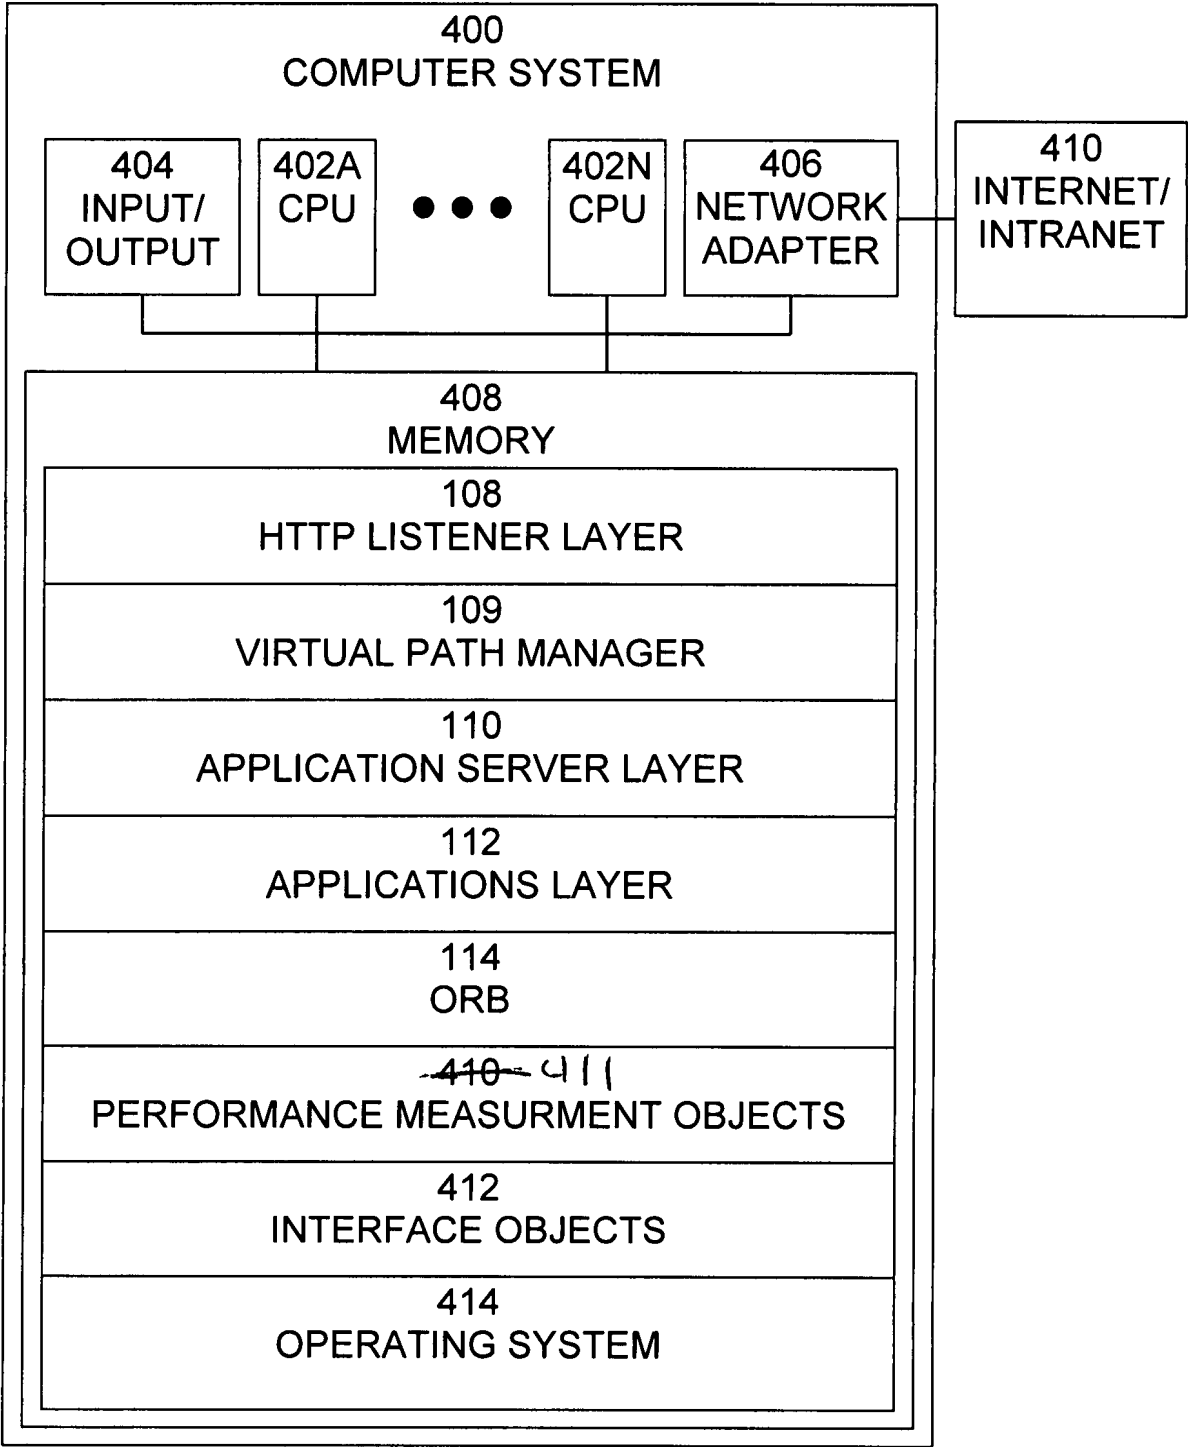 400
COMPUTER SYSTEM
404
INPUT/
OUTPUT
402A
CPU
402N
CPU
406
NETWORK
ADAPTER
410
INTERNET/
INTRANET
408
MEMORY
108
HTTP LISTENER LAYER
109
VIRTUAL PATH MANAGER
110
APPLICATION SERVER LAYER
112
APPLICATIONS LAYER
114
ORB
410 411
PERFORMANCE MEASURMENT OBJECTS
412
INTERFACE OBJECTS
414
OPERATING SYSTEM